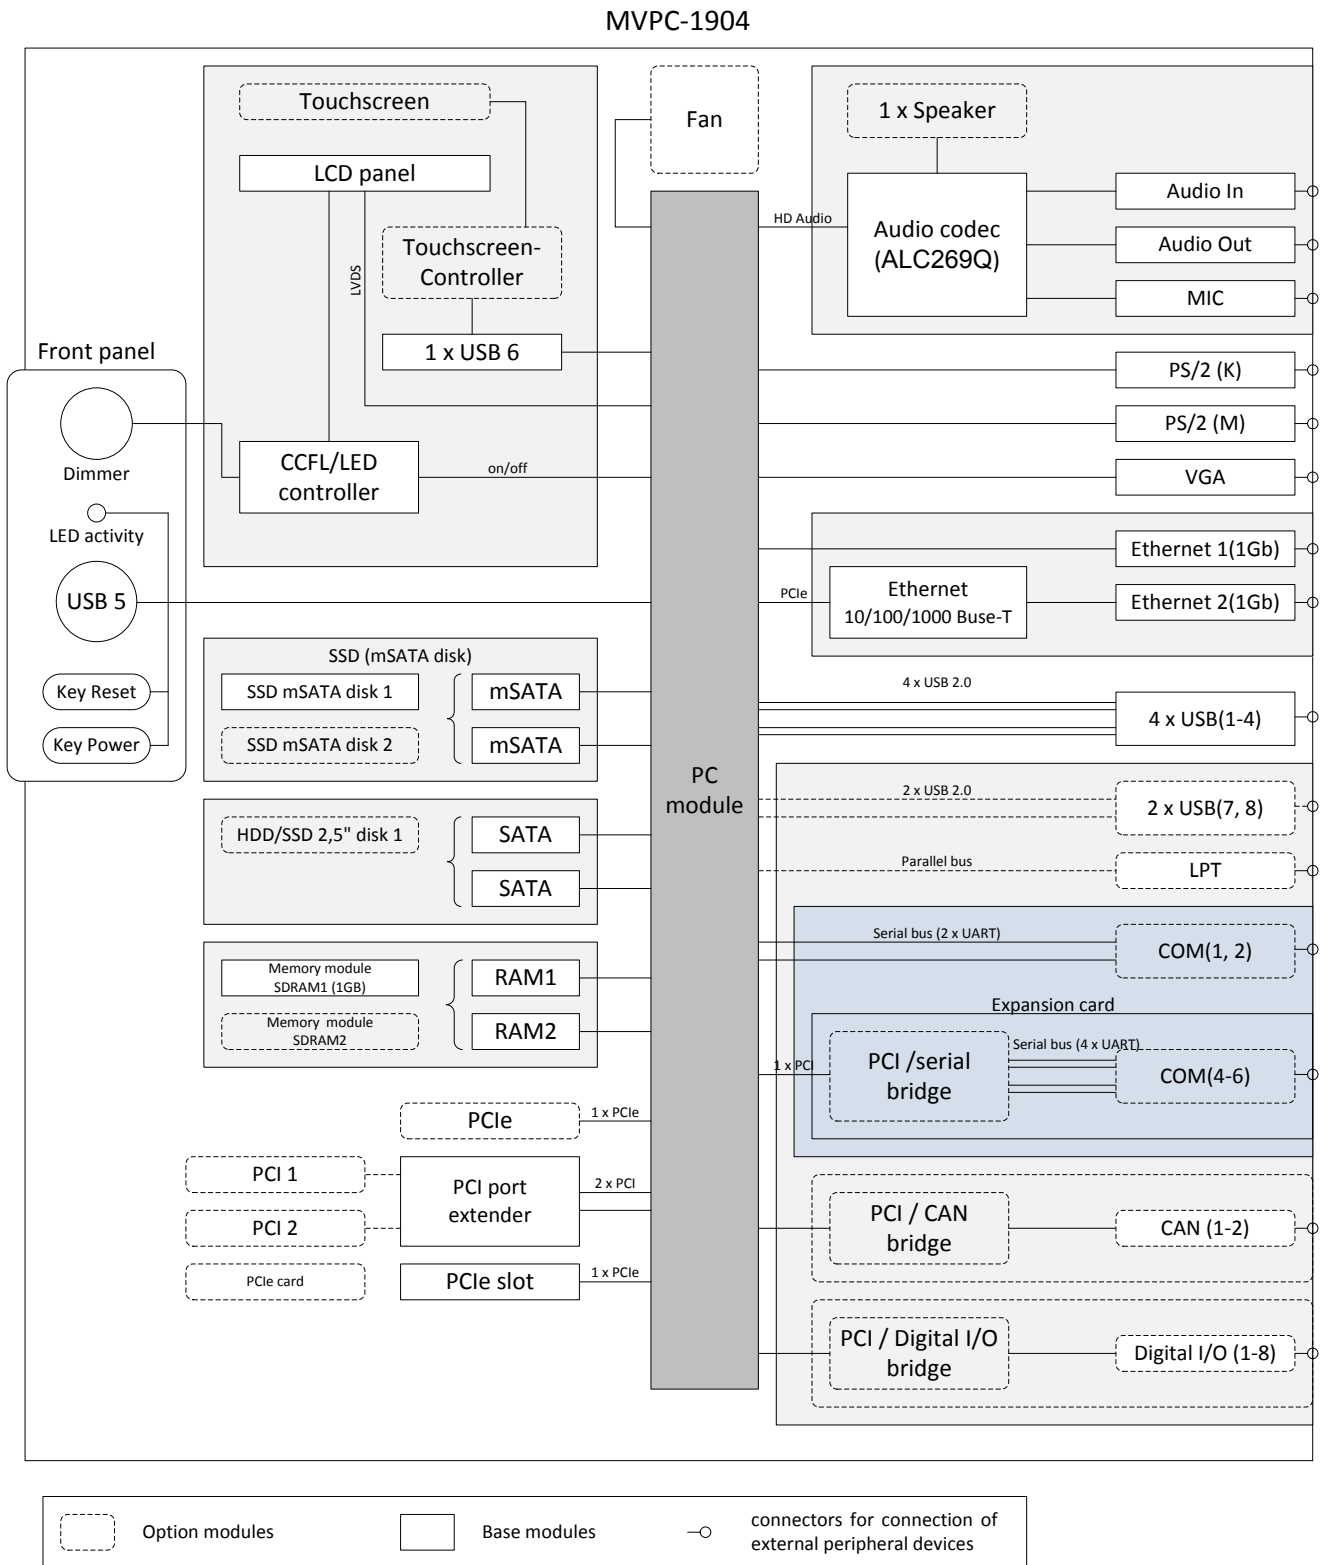 MVPC-1904
Touchscreen
LCD panel
Touchscreen-
Controller
LVDS
1 x USB 6
CCFL/LED
controller
on/off
Fan
1 x Speaker
HD Audio
Audio codec
(ALC269Q)
Audio In
Audio Out
MIC
Front panel
Dimmer
LED activity
USB 5
Key Reset
Key Power
PS/2 (K)
PS/2 (M)
VGA
Ethernet 1(1Gb)
PCIe
Ethernet
10/100/1000 Buse-T
Ethernet 2(1Gb)
SSD (mSATA disk)
SSD mSATA disk 1
mSATA
SSD mSATA disk 2
mSATA
4 x USB 2.0
4 x USB(1-4)
PC
module
HDD/SSD 2,5" disk 1
SATA
SATA
2 x USB 2.0
2 x USB(7, 8)
Parallel bus
LPT
Memory module
SDRAM1 (1GB)
RAM1
Memory module
SDRAM2
RAM2
Serial bus (2 x UART)
COM(1, 2)
Expansion card
1 x PCI
PCI /serial
bridge
Serial bus (4 x UART)
COM(4-6)
PCIe
1 x PCIe
PCI 1
PCI 2
PCI port
extender
2 x PCI
PCIe card
PCIe slot
1 x PCIe
PCI / CAN
bridge
CAN (1-2)
PCI / Digital I/O
bridge
Digital I/O (1-8)
Option modules
Base modules
connectors for connection of
external peripheral devices